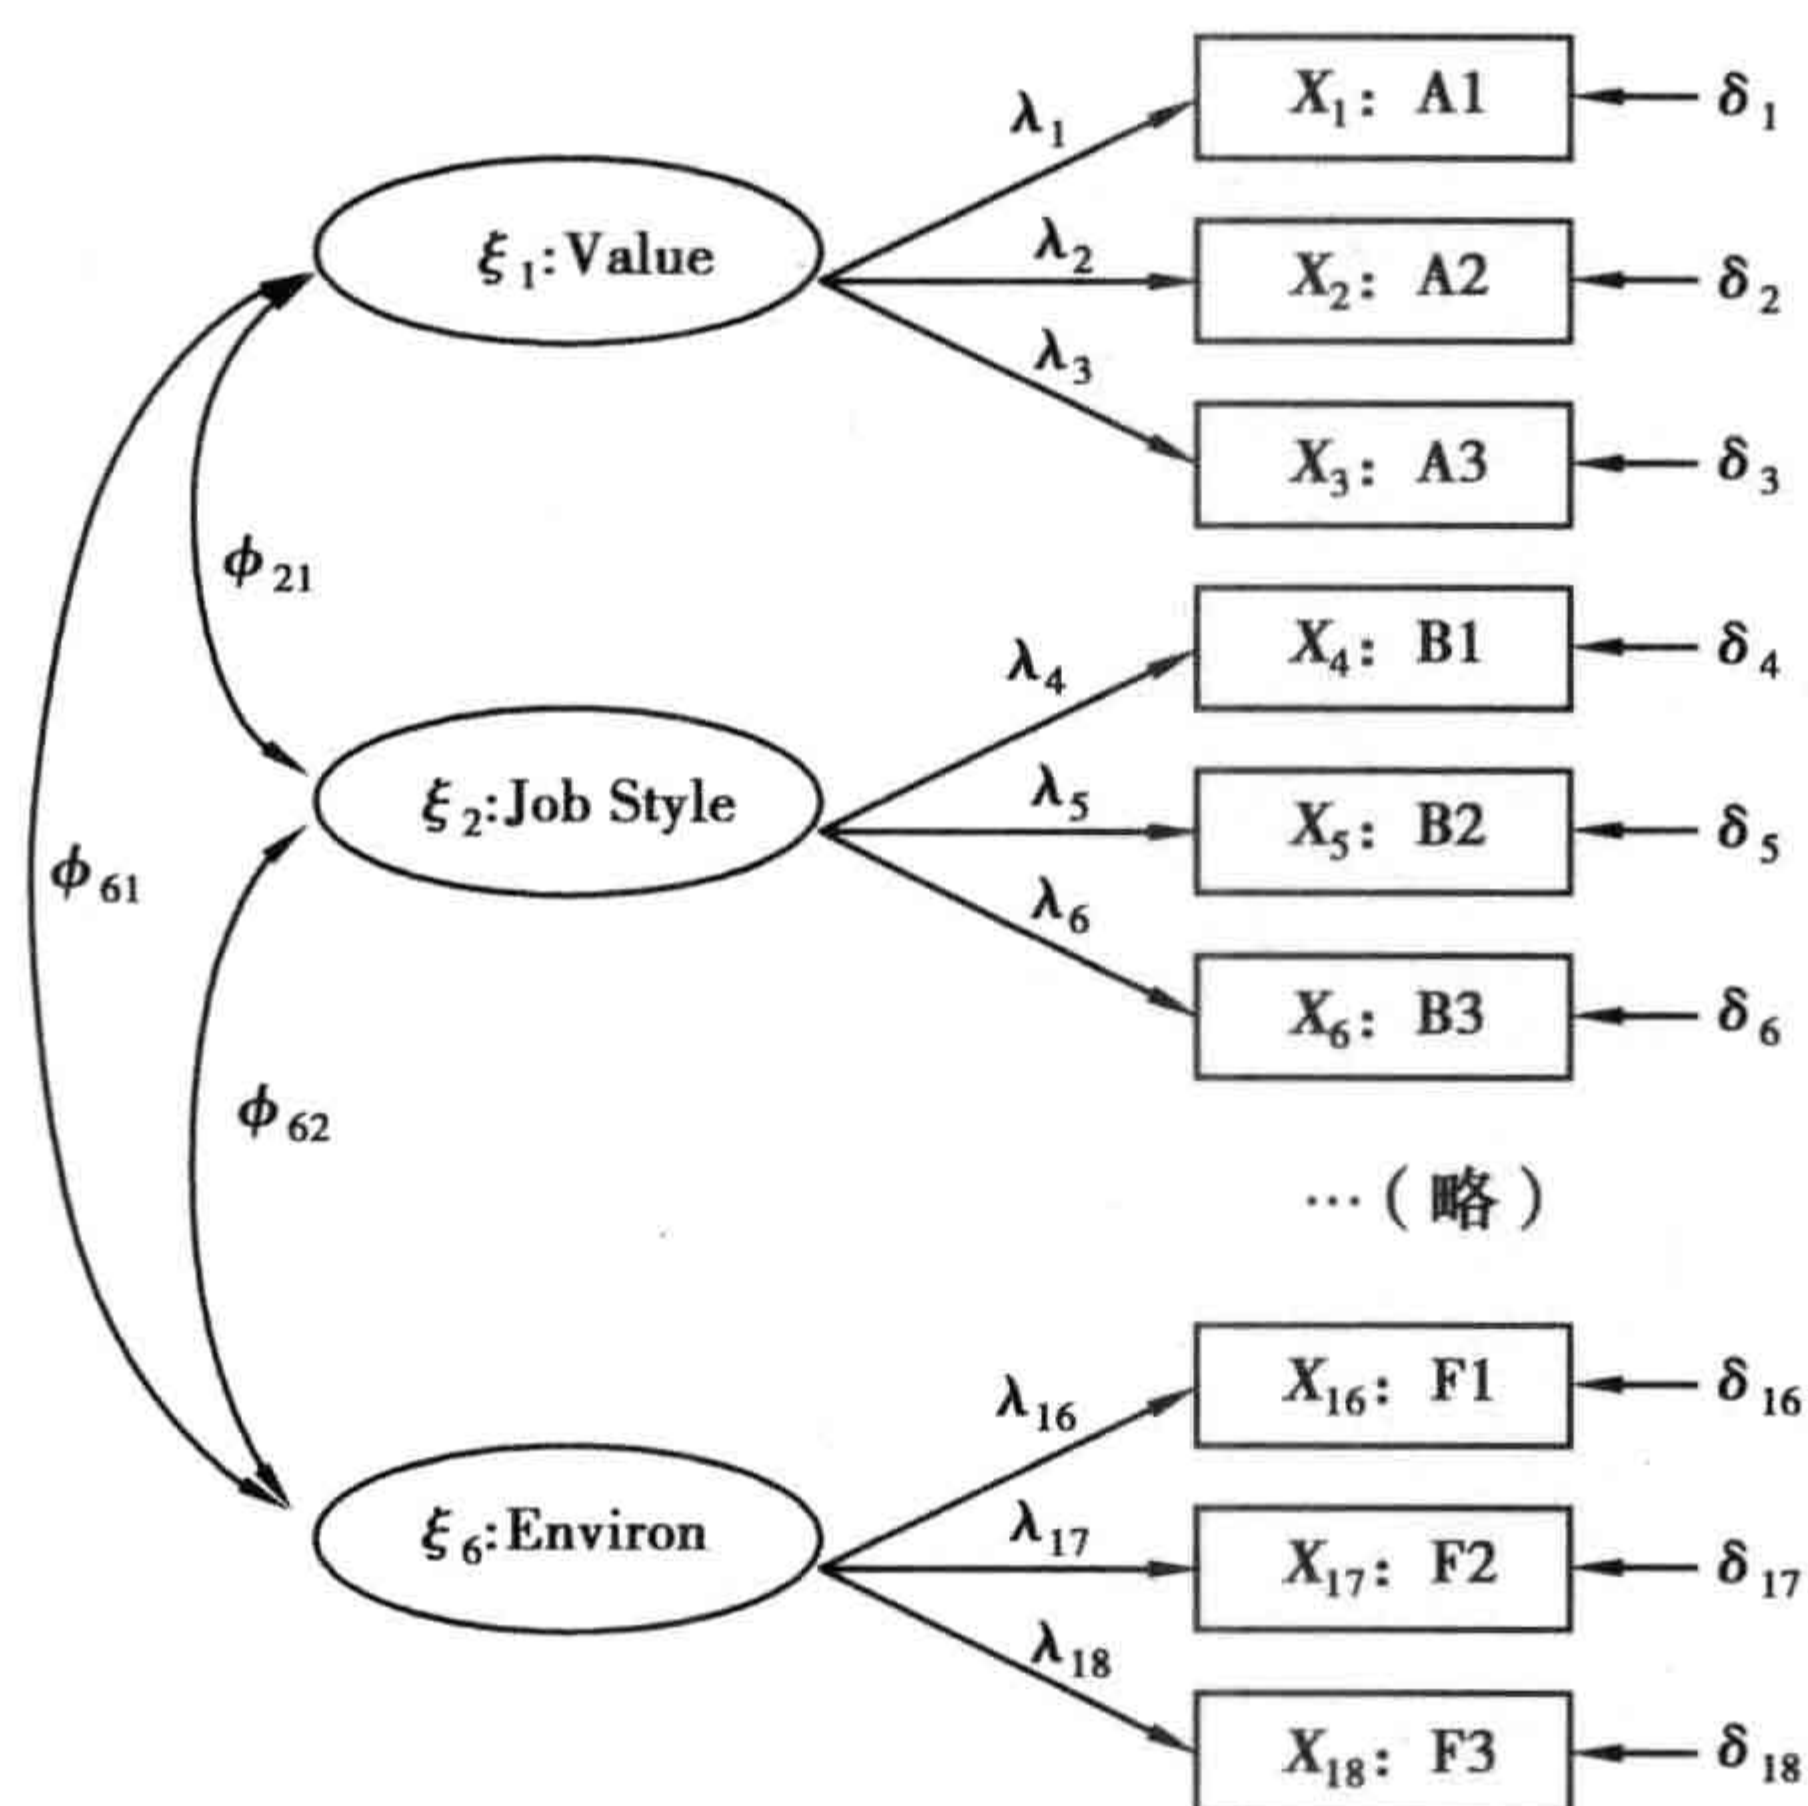 λ₁
X₁: A1
δ₁
ξ₁:Value
λ₂
X₂: A2
δ₂
λ₃
X₃: A3
δ₃
ϕ₂₁
λ₄
X₄: B1
δ₄
ξ₂:Job Style
λ₅
X₅: B2
δ₅
ϕ₆₁
λ₆
X₆: B3
δ₆
ϕ₆₂
…(略)
λ₁₆
X₁₆: F1
δ₁₆
ξ₆:Environ
λ₁₇
X₁₇: F2
δ₁₇
λ₁₈
X₁₈: F3
δ₁₈